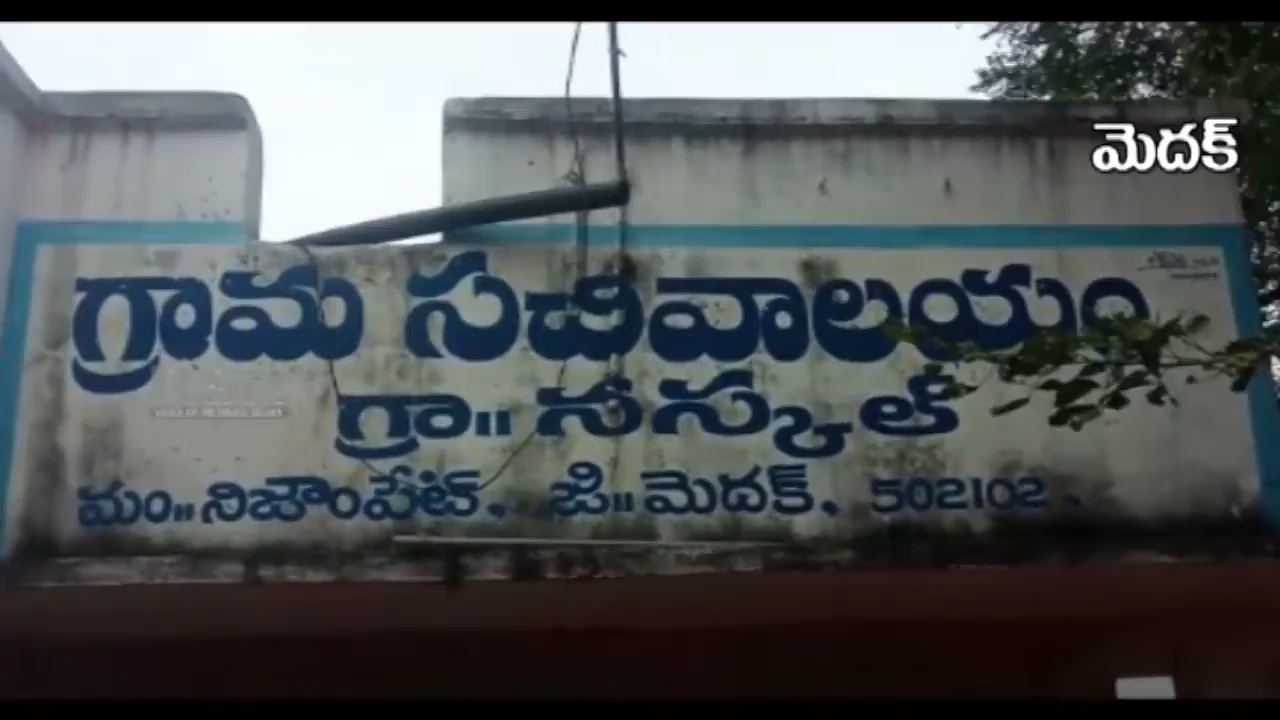 మెదక్
గ్రామ సచివాలయం
గ్రా॥ నస్కల్
మం॥ నిజాంపేట్, జి॥ మెదక్, 502102.